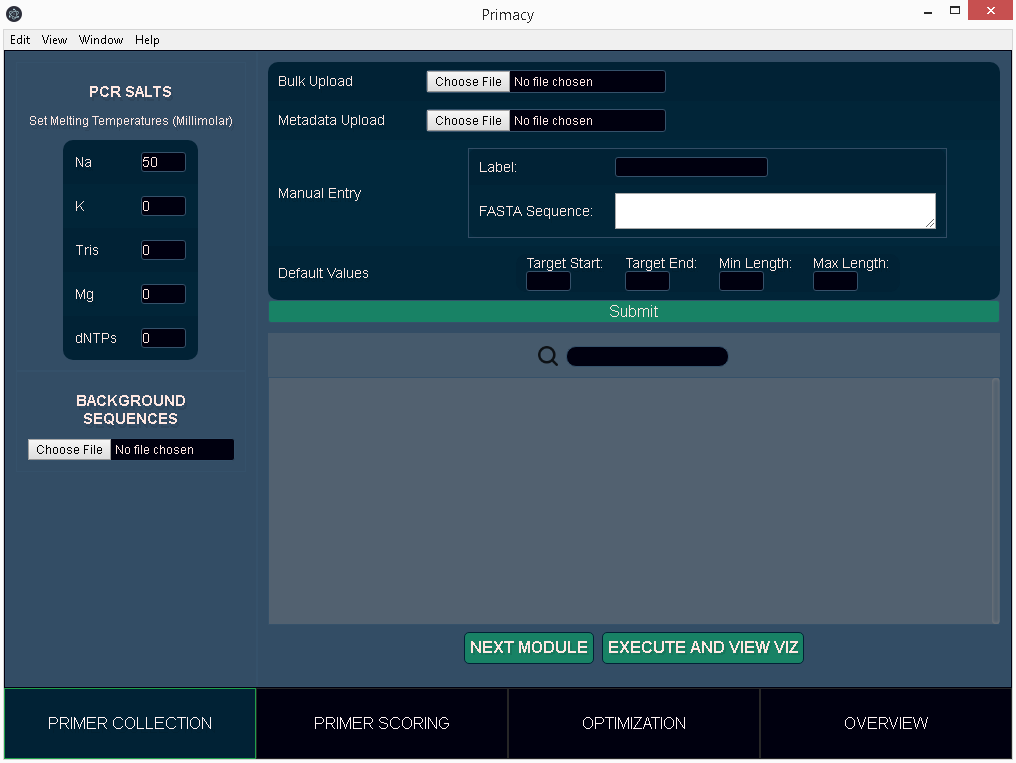 Primacy
Edit View Window Help
PCR SALTS
Set Melting Temperatures (Millimolar)
Na 50
K 0
Tris 0
Mg 0
dNTPs 0
BACKGROUND
SEQUENCES
Choose File No file chosen
Bulk Upload Choose File No file chosen
Metadata Upload Choose File No file chosen
Manual Entry
Label:
FASTA Sequence:
Default Values
Target Start: Target End: Min Length: Max Length:
Submit
NEXT MODULE EXECUTE AND VIEW VIZ
PRIMER COLLECTION PRIMER SCORING OPTIMIZATION OVERVIEW